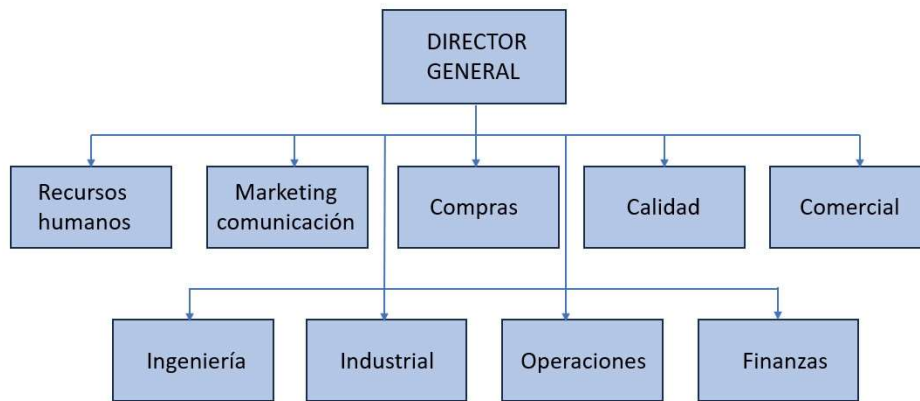 DIRECTOR
GENERAL
Recursos
humanos
Marketing
comunicación
Compras
Calidad
Comercial
Ingeniería
Industrial
Operaciones
Finanzas